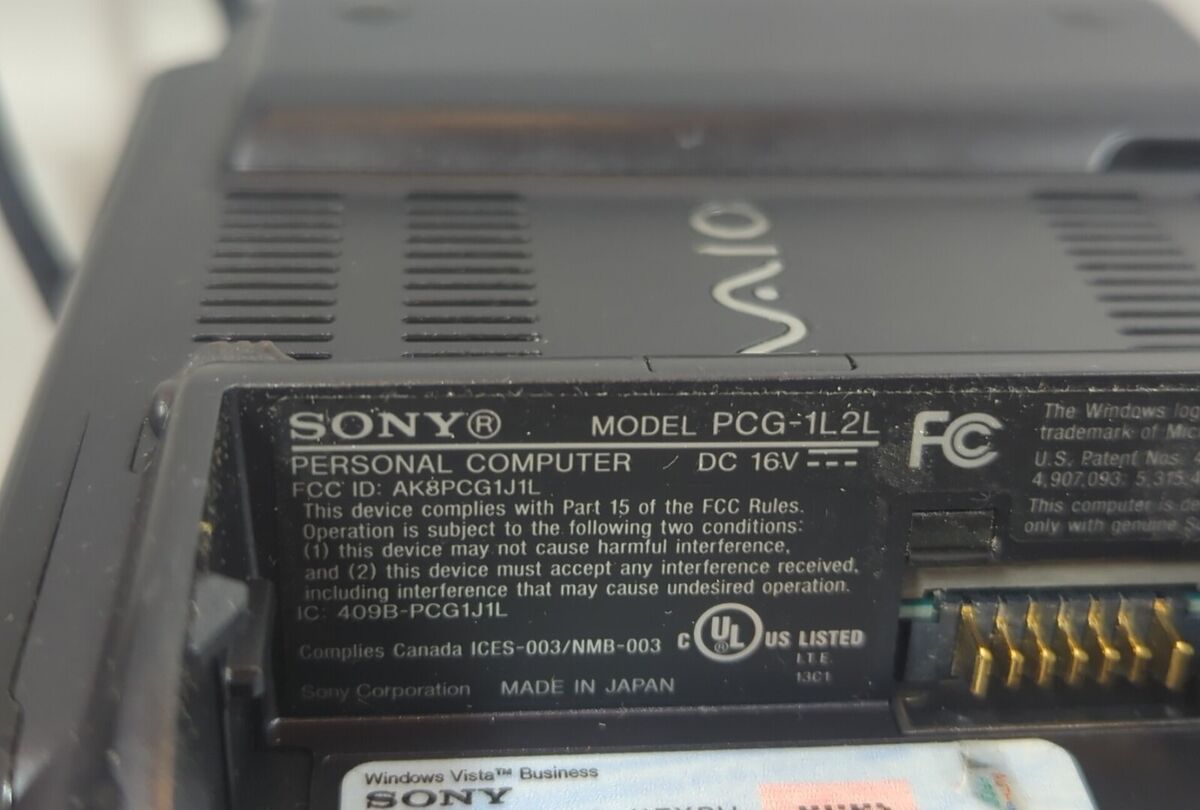 VAIO
SONY® MODEL PCG-1L2L
PERSONAL COMPUTER DC 16V
FCC ID: AK8PCG1J1L
This device complies with Part 15 of the FCC Rules.
Operation is subject to the following two conditions:
(1) this device may not cause harmful interference,
and (2) this device must accept any interference received,
including interference that may cause undesired operation.
IC: 409B-PCG1J1L
Complies Canada ICES-003/NMB-003
C UL ® US LISTED
I.T.E.
13C1
Sony Corporation MADE IN JAPAN
FC
The Windows
trademark of
U.S. Patent Nos.
4,907,093;
This computer is
only with genuine
Windows Vista™ Business
SONY